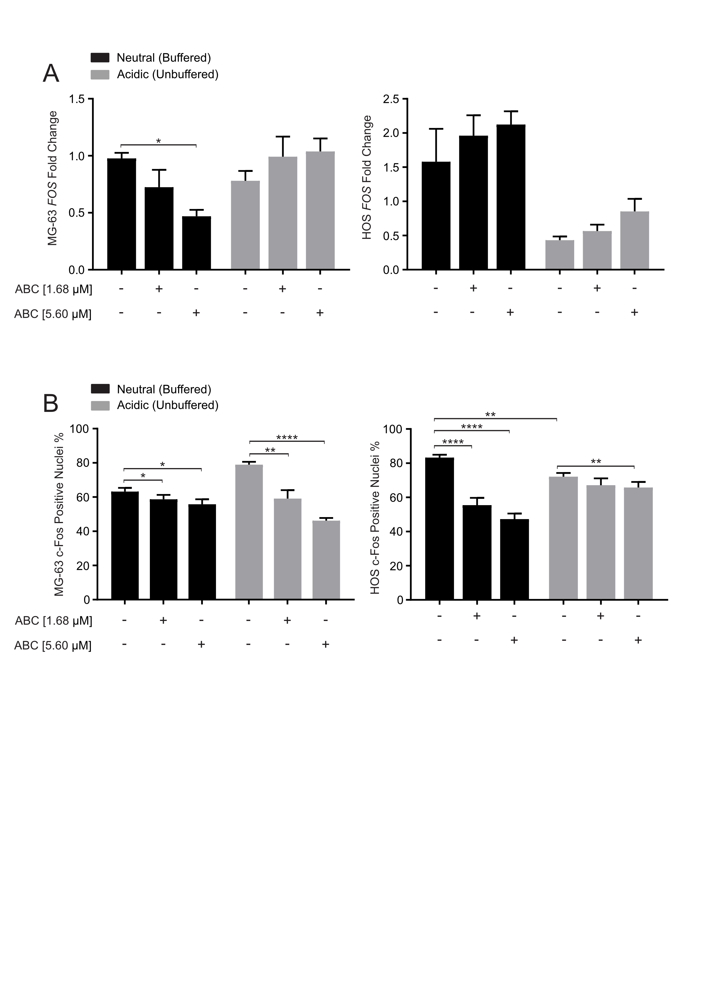 A
Neutral (Buffered)
Acidic (Unbuffered)
MG-63 FOS Fold Change
1.5
1.0
0.5
0.0
*
HOS FOS Fold Change
2.5
2.0
1.5
1.0
0.5
0.0
ABC [1.68 µM] - + - - + - - + - - + -
ABC [5.60 µM] - - + - - + - - + - - +
B
Neutral (Buffered)
Acidic (Unbuffered)
MG-63 c-Fos Positive Nuclei %
100
80
60
40
20
0
*
*
****
**
HOS c-Fos Positive Nuclei %
100
80
60
40
20
0
**
****
****
**
ABC [1.68 µM] - + - - + - - + - - + -
ABC [5.60 µM] - - + - - + - - + - - +